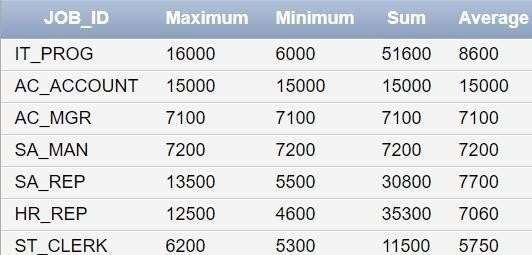 JOB_ID Maximum Minimum Sum Average
IT_PROG 16000 6000 51600 8600
AC_ACCOUNT 15000 15000 15000 15000
AC_MGR 7100 7100 7100 7100
SA_MAN 7200 7200 7200 7200
SA_REP 13500 5500 30800 7700
HR_REP 12500 4600 35300 7060
ST_CLERK 6200 5300 11500 5750